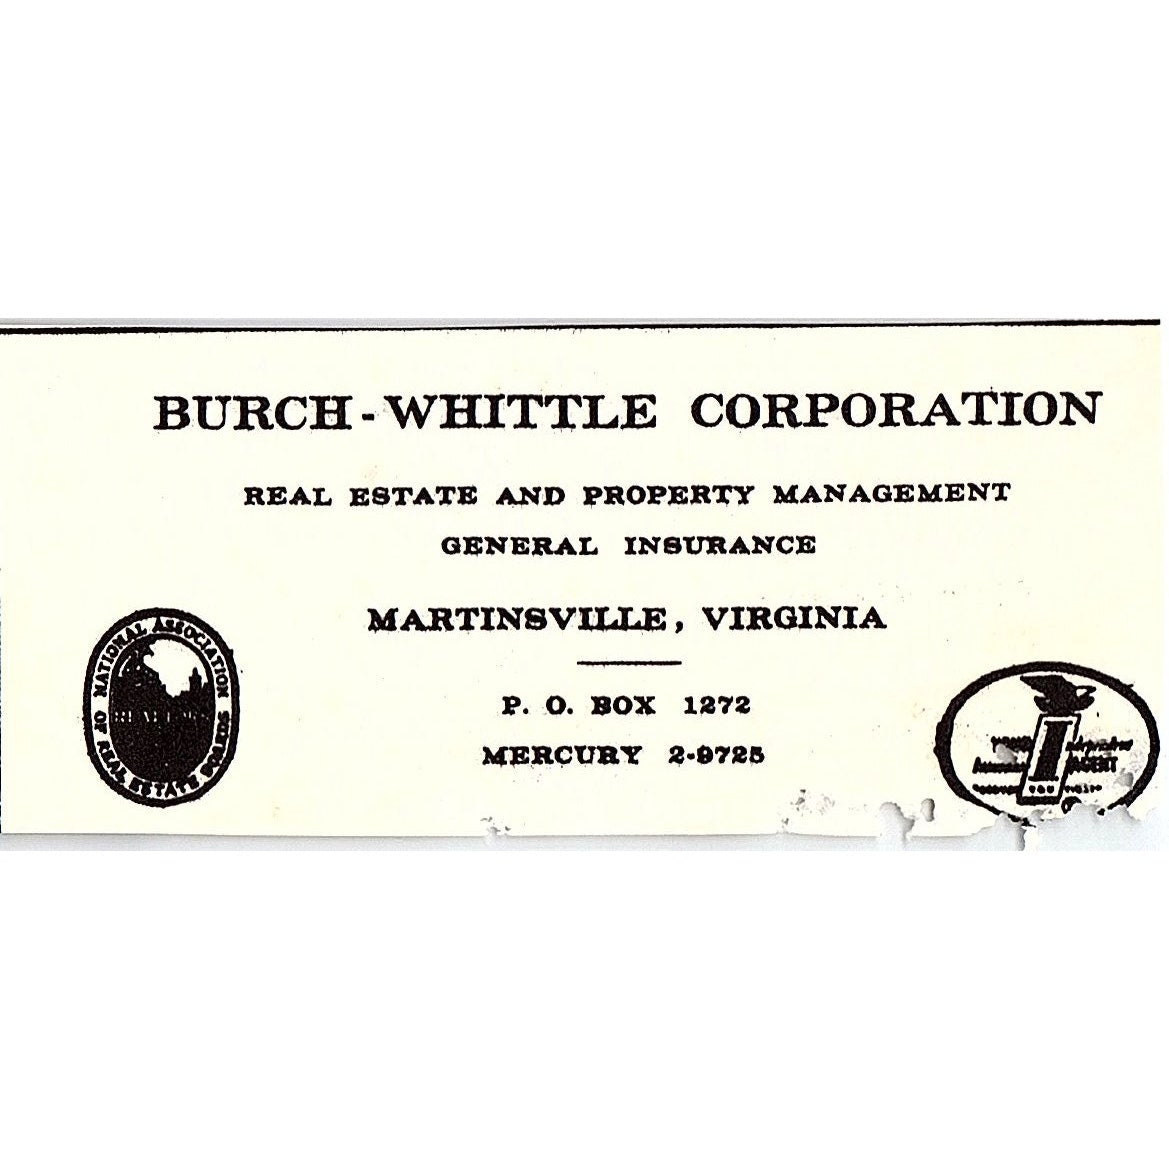 BURCH-WHITTLE CORPORATION
REAL ESTATE AND PROPERTY MANAGEMENT
GENERAL INSURANCE
MARTINSVILLE, VIRGINIA
P. O. BOX 1272
MERCURY 2-9725
NATIONAL ASSOCIATION
OF REAL ESTATE BOARDS
AGENT